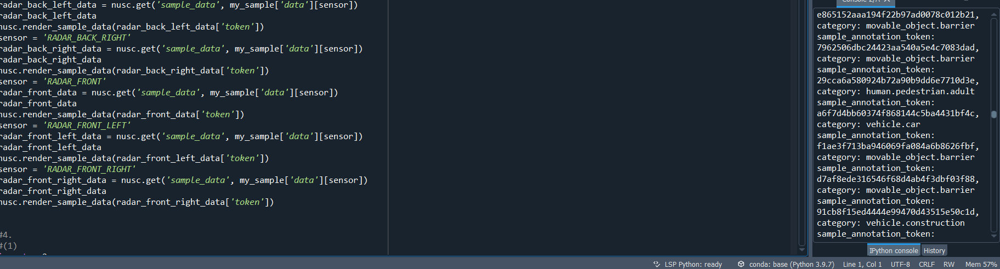 radar_back_left_data = nusc.get('sample_data', my_sample['data'][sensor])
radar_back_left_data
nusc.render_sample_data(radar_back_left_data['token'])
sensor = 'RADAR_BACK_RIGHT'
radar_back_right_data = nusc.get('sample_data', my_sample['data'][sensor])
radar_back_right_data
nusc.render_sample_data(radar_back_right_data['token'])
sensor = 'RADAR_FRONT'
radar_front_data = nusc.get('sample_data', my_sample['data'][sensor])
radar_front_data
nusc.render_sample_data(radar_front_data['token'])
sensor = 'RADAR_FRONT_LEFT'
radar_front_left_data = nusc.get('sample_data', my_sample['data'][sensor])
radar_front_left_data
nusc.render_sample_data(radar_front_left_data['token'])
sensor = 'RADAR_FRONT_RIGHT'
radar_front_right_data = nusc.get('sample_data', my_sample['data'][sensor])
radar_front_right_data
nusc.render_sample_data(radar_front_right_data['token'])
#4.
#(1)
Console 2/A
e865152aaa194f22b97ad0078c012b21,
category: movable_object.barrier
sample_annotation_token:
7962506dbc24423aa540a5e4c7083dad,
category: movable_object.barrier
sample_annotation_token:
29cca6a580924b72a90b9dd6e7710d3e,
category: human.pedestrian.adult
sample_annotation_token:
a6f7d4bb60374f868144c5ba4431bf4c,
category: vehicle.car
sample_annotation_token:
f1ae3f713ba946069fa084a6b8626fbf,
category: movable_object.barrier
sample_annotation_token:
d7af8ede316546f68d4ab4f3dbf03f88,
category: movable_object.barrier
sample_annotation_token:
91cb8f15ed4444e99470d43515e50c1d,
category: vehicle.construction
sample_annotation_token:
IPython console History
LSP Python: ready conda: base (Python 3.9.7) Line 1, Col 1 UTF-8 CRLF RW Mem 57%